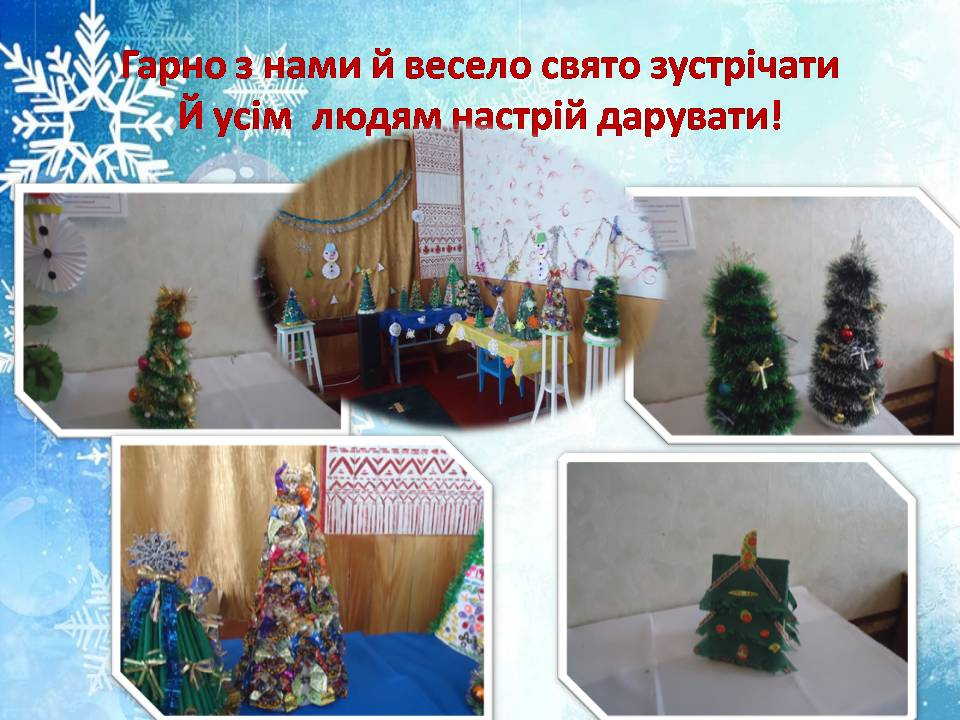 Гарно з нами й весело свято зустрічати
Й усім людям настрій дарувати!